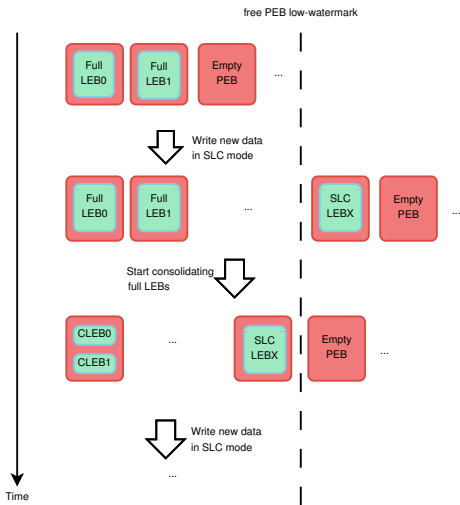 free PEB low-watermark
Full
LEB0
Full
LEB1
Empty
PEB
...
Write new data
in SLC mode
Full
LEB0
Full
LEB1
...
SLC
LEBX
Empty
PEB
...
Start consolidating
full LEBs
CLEB0
CLEB1
...
SLC
LEBX
Empty
PEB
...
Write new data
in SLC mode
...
Time